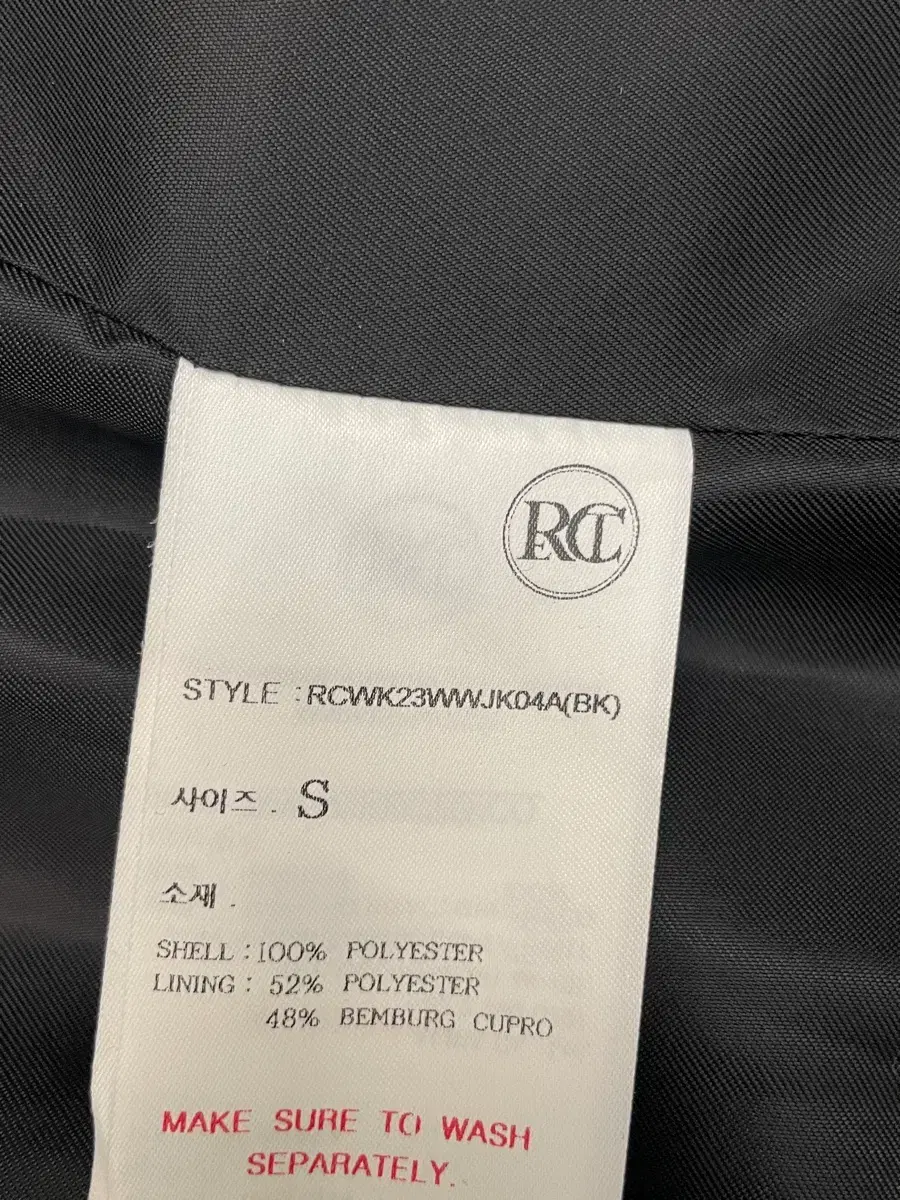 RCT
STYLE : RCWK23WWJK04A(BK)
사이즈 . S
소재 .
SHELL : 100% POLYESTER
LINING : 52% POLYESTER
48% BEMBURG CUPRO
MAKE SURE TO WASH
SEPARATELY.